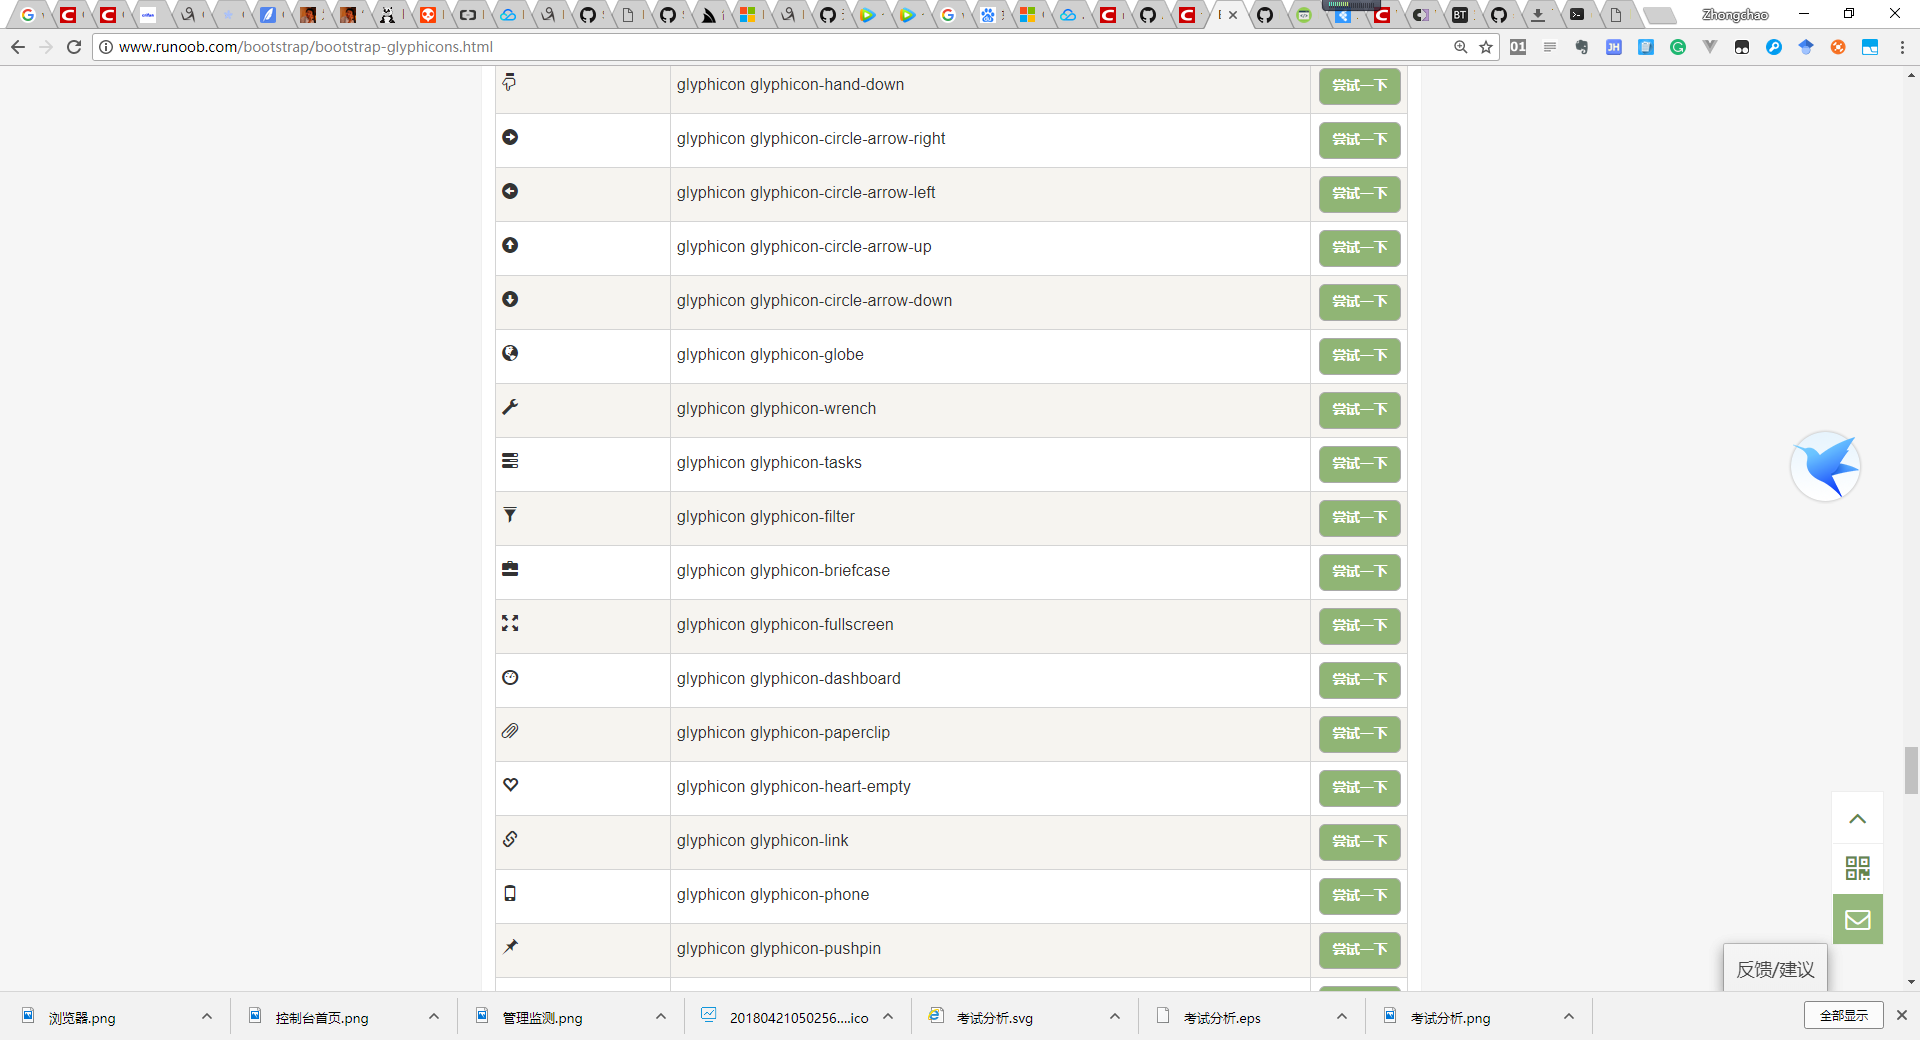 Zhongchao
www.runoob.com/bootstrap/bootstrap-glyphicons.html
01
JH
BT
glyphicon glyphicon-hand-down
尝试一下
glyphicon glyphicon-circle-arrow-right
尝试一下
glyphicon glyphicon-circle-arrow-left
尝试一下
glyphicon glyphicon-circle-arrow-up
尝试一下
glyphicon glyphicon-circle-arrow-down
尝试一下
glyphicon glyphicon-globe
尝试一下
glyphicon glyphicon-wrench
尝试一下
glyphicon glyphicon-tasks
尝试一下
glyphicon glyphicon-filter
尝试一下
glyphicon glyphicon-briefcase
尝试一下
glyphicon glyphicon-fullscreen
尝试一下
glyphicon glyphicon-dashboard
尝试一下
glyphicon glyphicon-paperclip
尝试一下
glyphicon glyphicon-heart-empty
尝试一下
glyphicon glyphicon-link
尝试一下
glyphicon glyphicon-phone
尝试一下
glyphicon glyphicon-pushpin
尝试一下
反馈/建议
浏览器.png
控制台首页.png
管理监测.png
20180421050256....ico
考试分析.svg
考试分析.eps
考试分析.png
全部显示